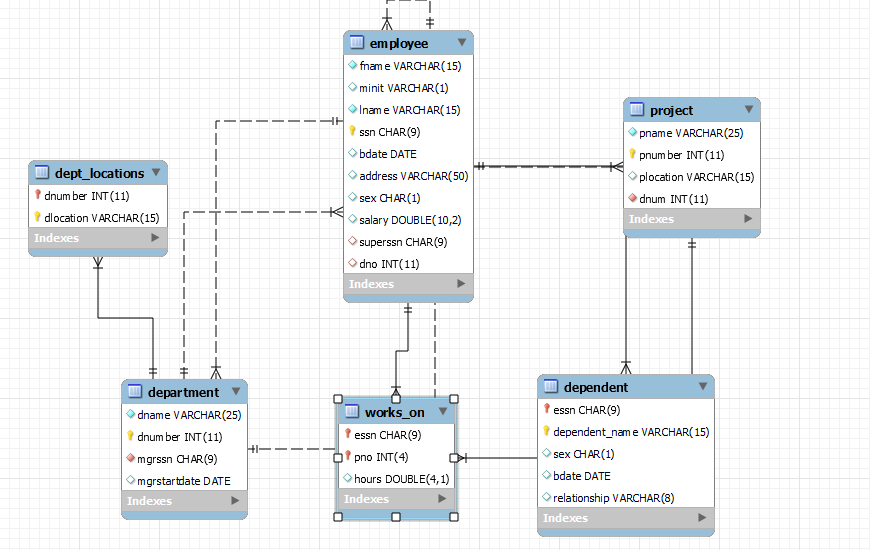 employee
fname VARCHAR(15)
minit VARCHAR(1)
lname VARCHAR(15)
ssn CHAR(9)
bdate DATE
address VARCHAR(50)
sex CHAR(1)
salary DOUBLE(10,2)
superssn CHAR(9)
dno INT(11)
Indexes
project
pname VARCHAR(25)
pnumber INT(11)
plocation VARCHAR(15)
dnum INT(11)
Indexes
dept_locations
dnumber INT(11)
dlocation VARCHAR(15)
Indexes
department
dname VARCHAR(25)
dnumber INT(11)
mgrssn CHAR(9)
mgrstartdate DATE
Indexes
works_on
essn CHAR(9)
pno INT(4)
hours DOUBLE(4,1)
Indexes
dependent
essn CHAR(9)
dependent_name VARCHAR(15)
sex CHAR(1)
bdate DATE
relationship VARCHAR(8)
Indexes